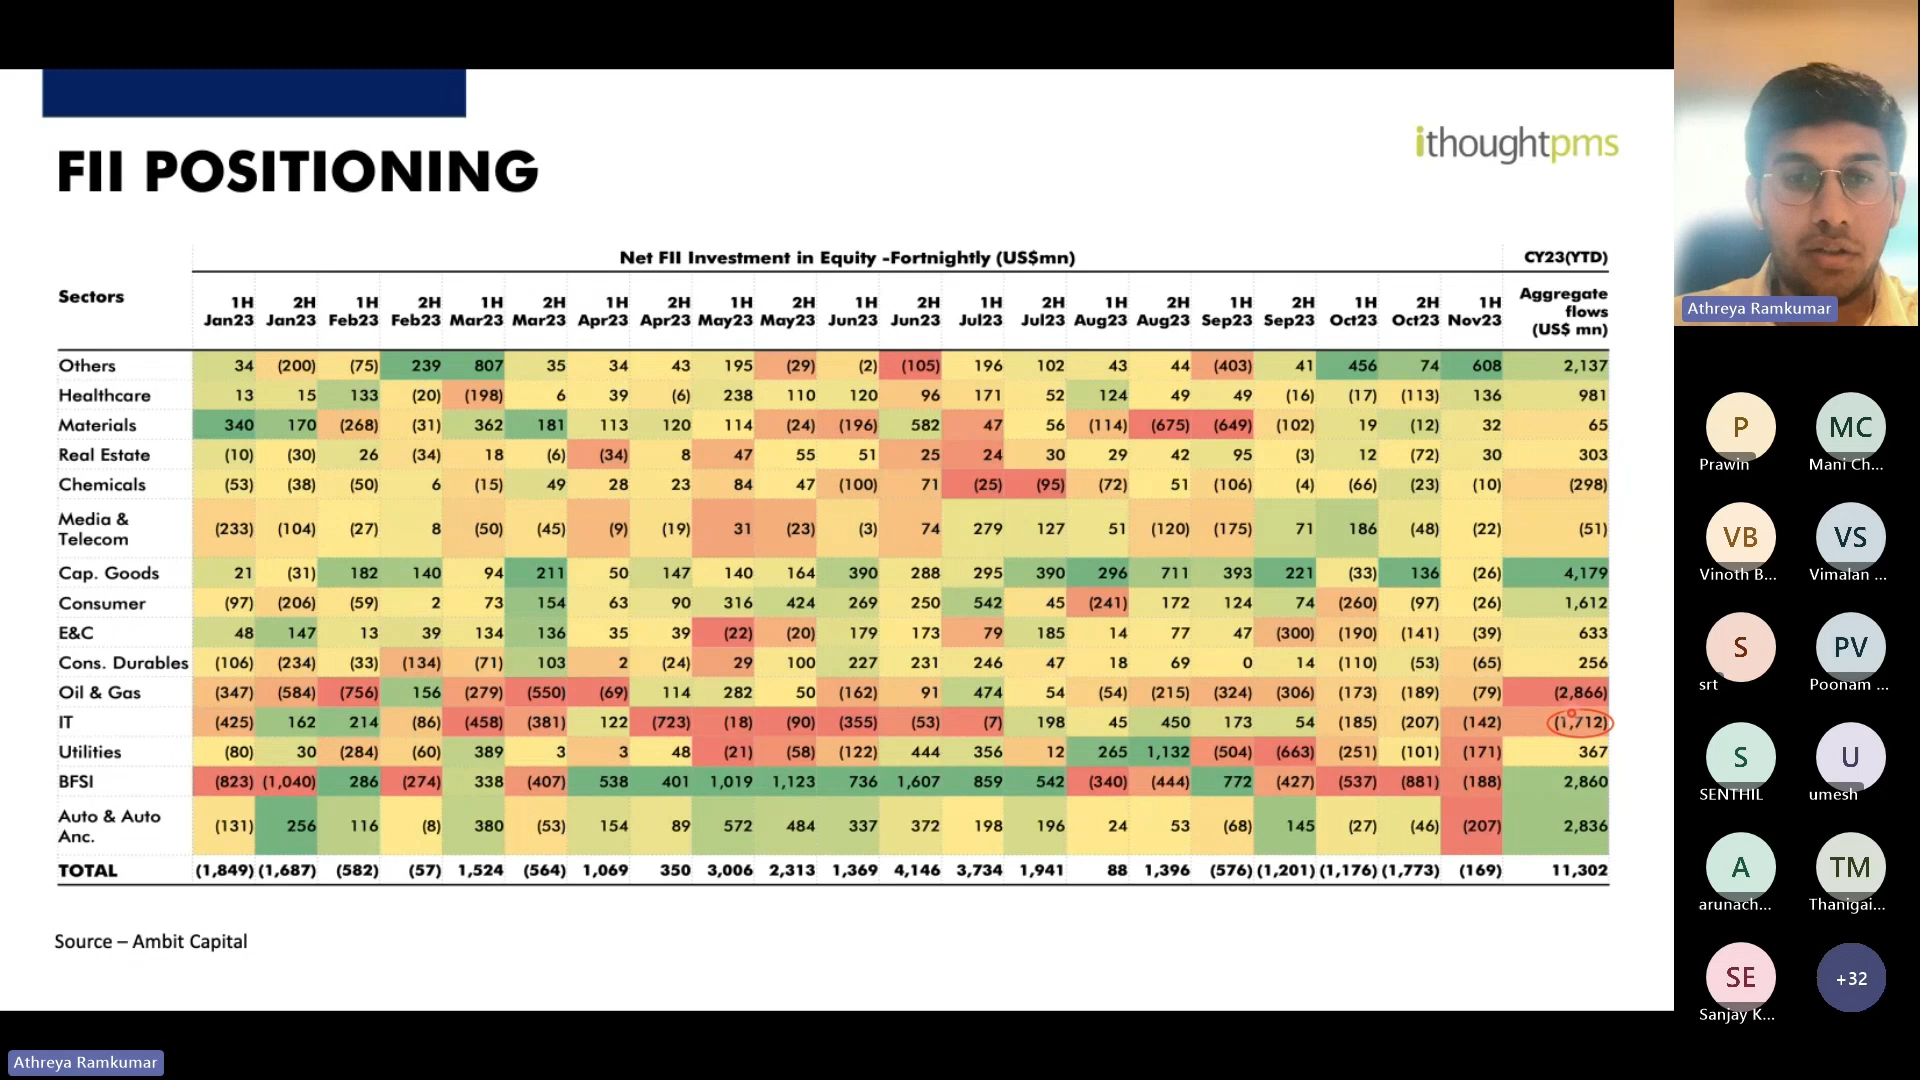 FII POSITIONING
ithoughtpms
Net FII Investment in Equity -Fortnightly (US$mn) CY23(YTD)
Sectors 1H Jan23 2H Jan23 1H Feb23 2H Feb23 1H Mar23 2H Mar23 1H Apr23 2H Apr23 1H May23 2H May23 1H Jun23 2H Jun23 1H Jul23 2H Jul23 1H Aug23 2H Aug23 1H Sep23 2H Sep23 1H Oct23 2H Oct23 1H Nov23 Aggregate flows (US$ mn)
Others 34 (200) (75) 239 807 35 34 43 195 (29) (2) (105) 196 102 43 44 (403) 41 456 74 608 2,137
Healthcare 13 15 133 (20) (198) 6 39 (6) 238 110 120 96 171 52 124 49 49 (16) (17) (113) 136 981
Materials 340 170 (268) (31) 362 181 113 120 114 (24) (196) 582 47 56 (114) (675) (649) (102) 19 (12) 32 65
Real Estate (10) (30) 26 (34) 18 (6) (34) 8 47 55 51 25 24 30 29 42 95 (3) 12 (72) 30 303
Chemicals (53) (38) (50) 6 (15) 49 28 23 84 47 (100) 71 (25) (95) (72) 51 (106) (4) (66) (23) (10) (298)
Media & Telecom (233) (104) (27) 8 (50) (45) (9) (19) 31 (23) (3) 74 279 127 51 (120) (175) 71 186 (48) (22) (51)
Cap. Goods 21 (31) 182 140 94 211 50 147 140 164 390 288 295 390 296 711 393 221 (33) 136 (26) 4,179
Consumer (97) (206) (59) 2 73 154 63 90 316 424 269 250 542 45 (241) 172 124 74 (260) (97) (26) 1,612
E&C 48 147 13 39 134 136 35 39 (22) (20) 179 173 79 185 14 77 47 (300) (190) (141) (39) 633
Cons. Durables (106) (234) (33) (134) (71) 103 2 (24) 29 100 227 231 246 47 18 69 0 14 (110) (53) (65) 256
Oil & Gas (347) (584) (756) 156 (279) (550) (69) 114 282 50 (162) 91 474 54 (54) (215) (324) (306) (173) (189) (79) (2,866)
IT (425) 162 214 (86) (458) (381) 122 (723) (18) (90) (355) (53) (7) 198 45 450 173 54 (185) (207) (142) (1,712)
Utilities (80) 30 (284) (60) 389 3 3 48 (21) (58) (122) 444 356 12 265 1,132 (504) (663) (251) (101) (171) 367
BFSI (823) (1,040) 286 (274) 338 (407) 538 401 1,019 1,123 736 1,607 859 542 (340) (444) 772 (427) (537) (881) (188) 2,860
Auto & Auto Anc. (131) 256 116 (8) 380 (53) 154 89 572 484 337 372 198 196 24 53 (68) 145 (27) (46) (207) 2,836
TOTAL (1,849) (1,687) (582) (57) 1,524 (564) 1,069 350 3,006 2,313 1,369 4,146 3,734 1,941 88 1,396 (576) (1,201) (1,176) (1,773) (169) 11,302
Source – Ambit Capital
Athreya Ramkumar
Athreya Ramkumar
P MC
Prawin Mani Ch...
VB VS
Vinoth B... Vimalan ...
S PV
srt Poonam ...
S U
SENTHIL umesh
A TM
arunach... Thanigai...
SE +32
Sanjay K...